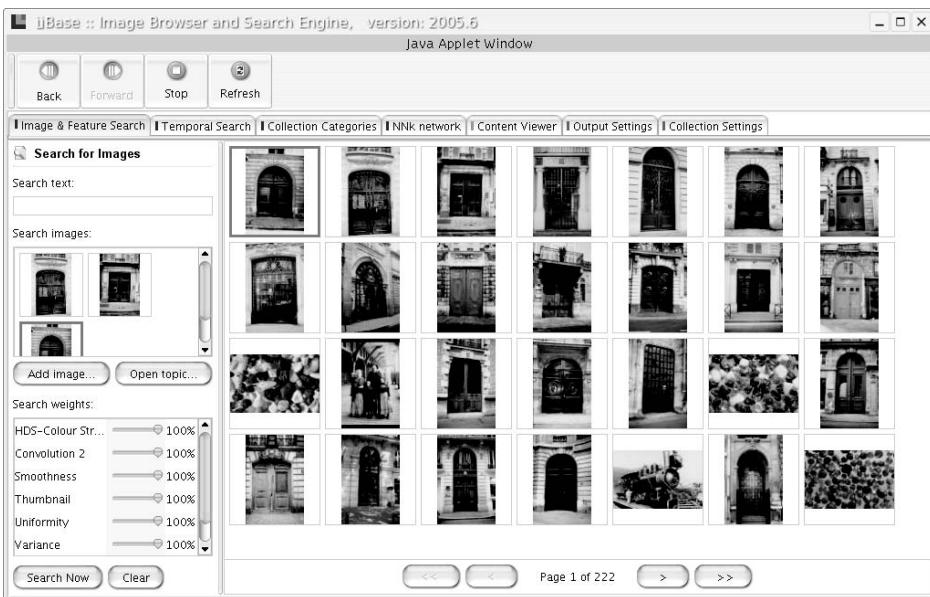 üBase :: Image Browser and Search Engine, version: 2005.6
Java Applet Window
Back Forward Stop Refresh
Image & Feature Search Temporal Search Collection Categories NNk network Content Viewer Output Settings Collection Settings
Search for Images
Search text:
Search images:
Add image... Open topic...
Search weights:
HDS-Colour Str... 100%
Convolution 2 100%
Smoothness 100%
Thumbnail 100%
Uniformity 100%
Variance 100%
Search Now Clear
<< < Page 1 of 222 > >>